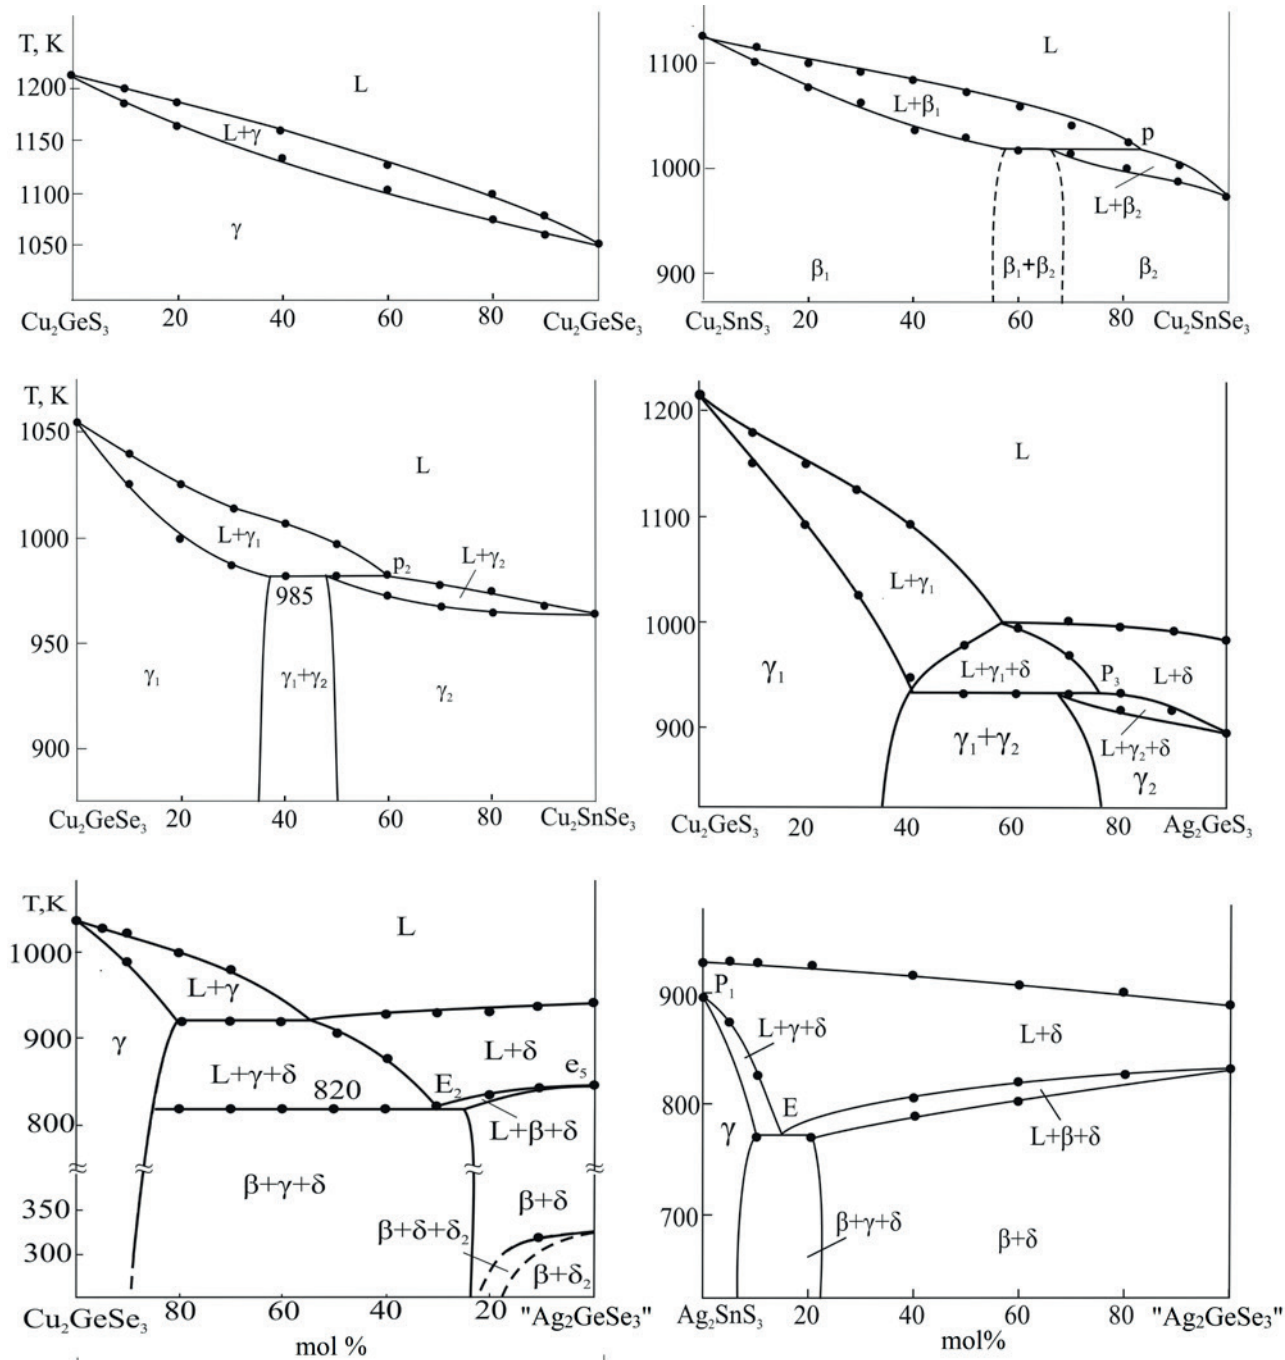 T, K
1200
1150
1100
1050
L
L+γ
γ
Cu₂GeS₃ 20 40 60 80 Cu₂GeSe₃
1100
1000
900
L
L+β₁
p
L+β₂
β₁
β₁+β₂
β₂
Cu₂SnS₃ 20 40 60 80 Cu₂SnSe₃
T, K
1050
1000
950
900
L
L+γ₁
p₂
L+γ₂
985
γ₁
γ₁+γ₂
γ₂
Cu₂GeSe₃ 20 40 60 80 Cu₂SnSe₃
1200
1100
1000
900
L
L+γ₁
L+γ₁+δ
P₃
L+δ
γ₁
γ₁+γ₂
L+γ₂+δ
γ₂
Cu₂GeS₃ 20 40 60 80 Ag₂GeS₃
T,K
1000
900
800
350
300
L
L+γ
γ
L+δ
e₅
L+γ+δ
820
E₂
L+β+δ
β+γ+δ
β+δ
β+δ+δ₂
β+δ₂
Cu₂GeSe₃ 80 60 40 20 "Ag₂GeSe₃"
mol %
900
800
700
P₁
L+γ+δ
L+δ
E
γ
L+β+δ
β+γ+δ
β+δ
Ag₂SnS₃ 20 40 60 80 "Ag₂GeSe₃"
mol%